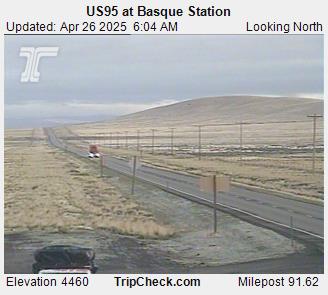 US95 at Basque Station
Updated: Apr 26 2025 6:04 AM Looking North
Elevation 4460 TripCheck.com Milepost 91.62